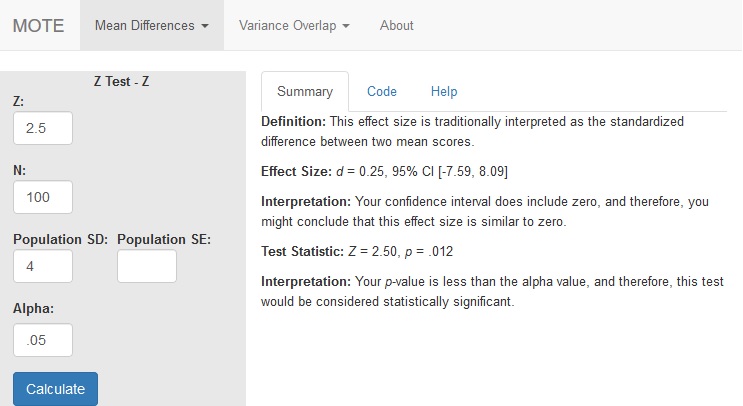 MOTE Mean Differences Variance Overlap About
Z Test - Z
Z:
2.5
N:
100
Population SD: Population SE:
4
Alpha:
.05
Calculate
Summary Code Help
Definition: This effect size is traditionally interpreted as the standardized
difference between two mean scores.
Effect Size: d = 0.25, 95% CI [-7.59, 8.09]
Interpretation: Your confidence interval does include zero, and therefore, you
might conclude that this effect size is similar to zero.
Test Statistic: Z = 2.50, p = .012
Interpretation: Your p-value is less than the alpha value, and therefore, this test
would be considered statistically significant.